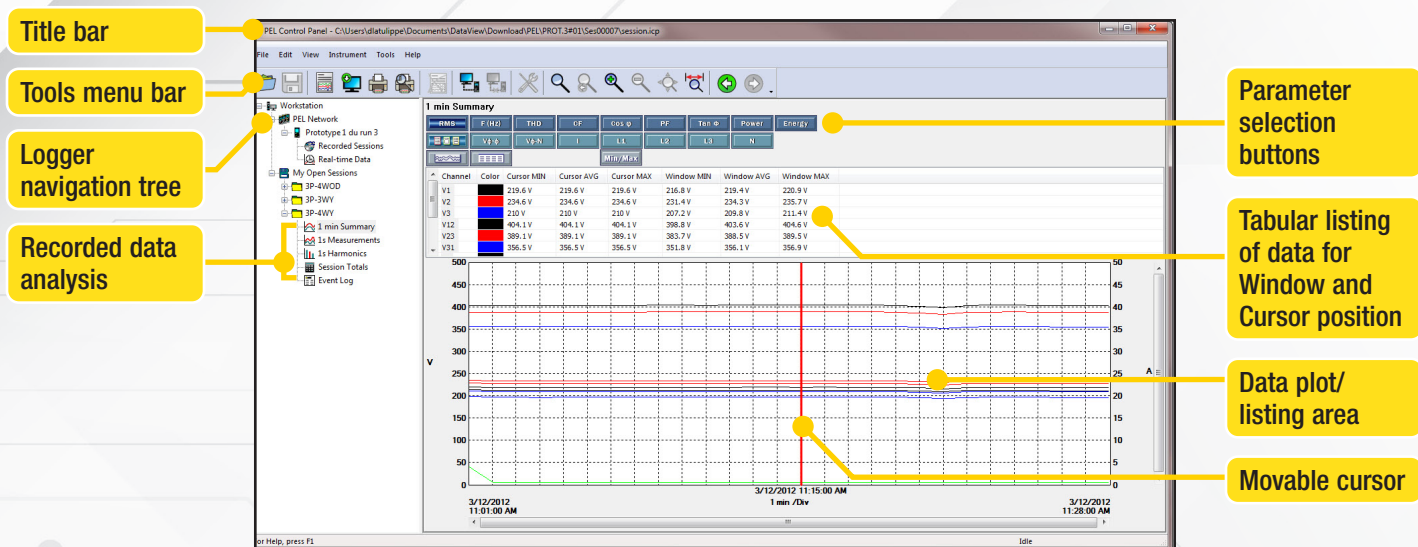 Title bar
Tools menu bar
Logger
navigation tree
Recorded data
analysis
PEL Control Panel - C:\Users\dlatulippe\Documents\DataView\Download\PEL\PROT.3#01\Ses00007\session.icp
File Edit View Instrument Tools Help
Workstation
PEL Network
Prototype 1 du run 3
Recorded Sessions
Real-time Data
My Open Sessions
3P-4WOD
3P-3WY
3P-4WY
1 min Summary
1s Measurements
1s Harmonics
Session Totals
Event Log
1 min Summary
RMS F (Hz) THD CF Cos φ PF Tan Φ Power Energy
Vφ-φ Vφ-N I L1 L2 L3 N
Min/Max
Channel Color Cursor MIN Cursor AVG Cursor MAX Window MIN Window AVG Window MAX
V1 219.6 V 219.6 V 219.6 V 216.8 V 219.4 V 220.9 V
V2 234.6 V 234.6 V 234.6 V 231.4 V 234.3 V 235.7 V
V3 210 V 210 V 210 V 207.2 V 209.8 V 211.4 V
V12 404.1 V 404.1 V 404.1 V 398.8 V 403.6 V 404.6 V
V23 389.1 V 389.1 V 389.1 V 383.7 V 388.5 V 389.5 V
V31 356.5 V 356.5 V 356.5 V 351.8 V 356.1 V 356.9 V
500 50
450 45
400 40
350 35
300 30
V
250 25 A
200 20
150 15
100 10
50 5
0 0
3/12/2012 11:15:00 AM
3/12/2012 1 min /Div 3/12/2012
11:01:00 AM 11:28:00 AM
or Help, press F1 Idle
Parameter
selection
buttons
Tabular listing
of data for
Window and
Cursor position
Data plot/
listing area
Movable cursor